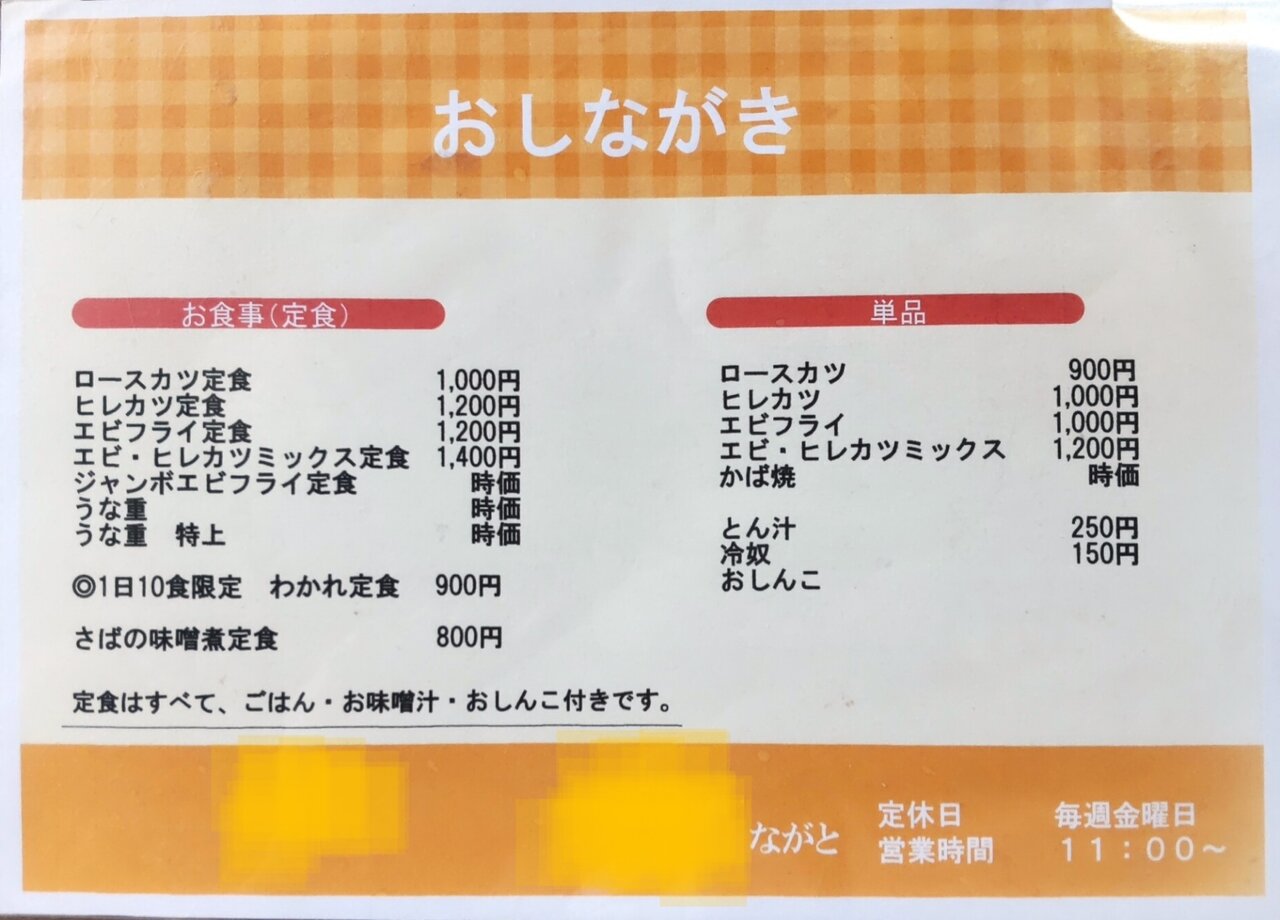 おしながき
お食事（定食）
ロースカツ定食 1,000円
ヒレカツ定食 1,200円
エビフライ定食 1,200円
エビ・ヒレカツミックス定食 1,400円
ジャンボエビフライ定食 時価
うな重 時価
うな重　特上 時価
◎1日10食限定　わかれ定食 900円
さばの味噌煮定食 800円
定食はすべて、ごはん・お味噌汁・おしんこ付きです。
単品
ロースカツ 900円
ヒレカツ 1,000円
エビフライ 1,000円
エビ・ヒレカツミックス 1,200円
かば焼 時価
とん汁 250円
冷奴 150円
おしんこ
ながと
定休日 毎週金曜日
営業時間 １１：００～